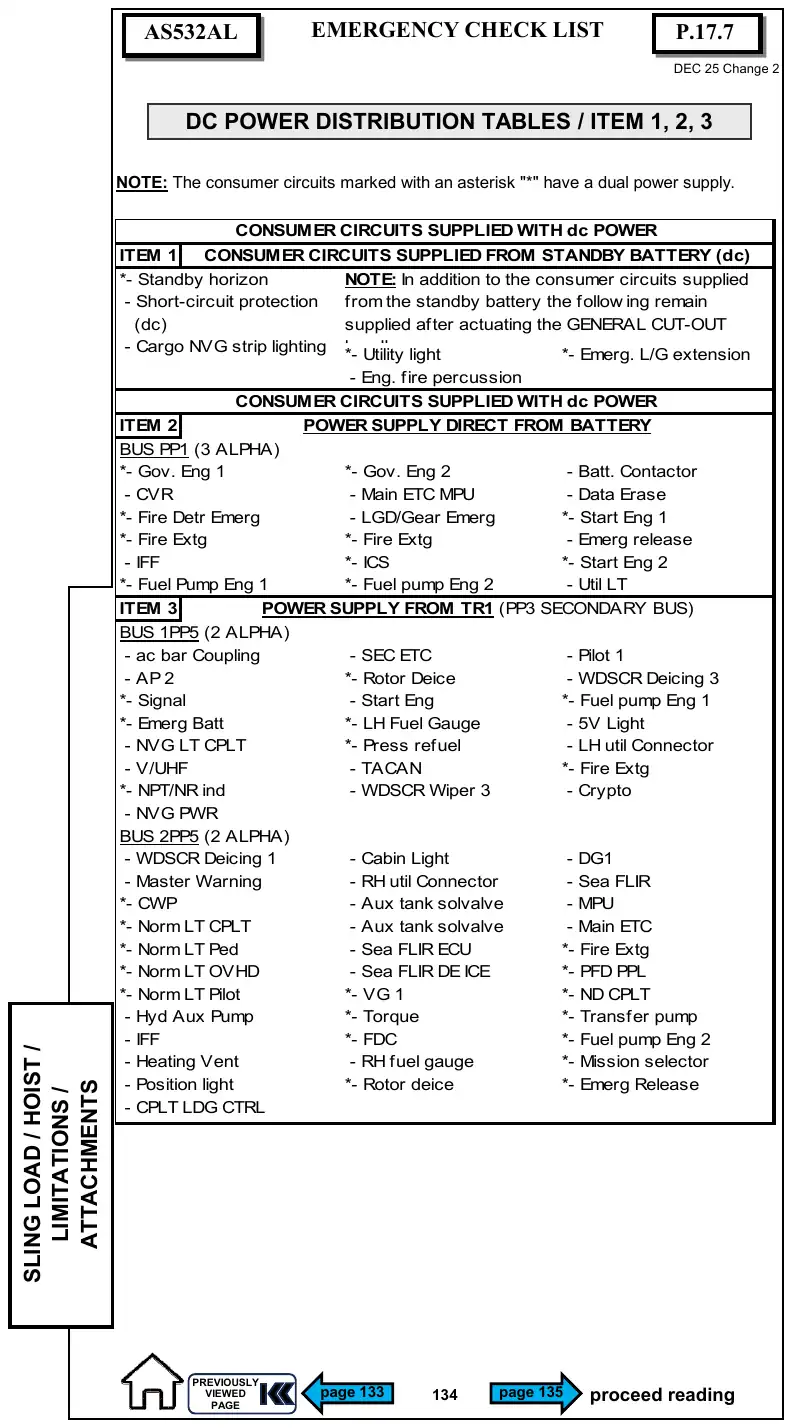 AS532AL
EMERGENCY CHECK LIST
P.17.7
DEC 25 Change 2
DC POWER DISTRIBUTION TABLES / ITEM 1, 2, 3
NOTE: The consumer circuits marked with an asterisk "*" have a dual power supply.
CONSUMER CIRCUITS SUPPLIED WITH dc POWER
ITEM 1 CONSUMER CIRCUITS SUPPLIED FROM STANDBY BATTERY (dc)
*- Standby horizon
- Short-circuit protection
(dc)
- Cargo NVG strip lighting
NOTE: In addition to the consumer circuits supplied
from the standby battery the following remain
supplied after actuating the GENERAL CUT-OUT
*- Utility light *- Emerg. L/G extension
- Eng. fire percussion
CONSUMER CIRCUITS SUPPLIED WITH dc POWER
ITEM 2 POWER SUPPLY DIRECT FROM BATTERY
BUS PP1 (3 ALPHA)
*- Gov. Eng 1 *- Gov. Eng 2 - Batt. Contactor
- CVR - Main ETC MPU - Data Erase
*- Fire Detr Emerg - LGD/Gear Emerg *- Start Eng 1
*- Fire Extg *- Fire Extg - Emerg release
- IFF *- ICS *- Start Eng 2
*- Fuel Pump Eng 1 *- Fuel pump Eng 2 - Util LT
ITEM 3 POWER SUPPLY FROM TR1 (PP3 SECONDARY BUS)
BUS 1PP5 (2 ALPHA)
- ac bar Coupling - SEC ETC - Pilot 1
- AP 2 *- Rotor Deice - WDSCR Deicing 3
*- Signal - Start Eng *- Fuel pump Eng 1
*- Emerg Batt *- LH Fuel Gauge - 5V Light
- NVG LT CPLT *- Press refuel - LH util Connector
- V/UHF - TACAN *- Fire Extg
*- NPT/NR ind - WDSCR Wiper 3 - Crypto
- NVG PWR
BUS 2PP5 (2 ALPHA)
- WDSCR Deicing 1 - Cabin Light - DG1
- Master Warning - RH util Connector - Sea FLIR
*- CWP - Aux tank solvalve - MPU
*- Norm LT CPLT - Aux tank solvalve - Main ETC
*- Norm LT Ped - Sea FLIR ECU *- Fire Extg
*- Norm LT OVHD - Sea FLIR DE ICE *- PFD PPL
*- Norm LT Pilot *- VG 1 *- ND CPLT
- Hyd Aux Pump *- Torque *- Transfer pump
- IFF *- FDC *- Fuel pump Eng 2
- Heating Vent - RH fuel gauge *- Mission selector
- Position light *- Rotor deice *- Emerg Release
- CPLT LDG CTRL
SLING LOAD / HOIST /
LIMITATIONS /
ATTACHMENTS
PREVIOUSLY
VIEWED
PAGE
page 133
134
page 135
proceed reading